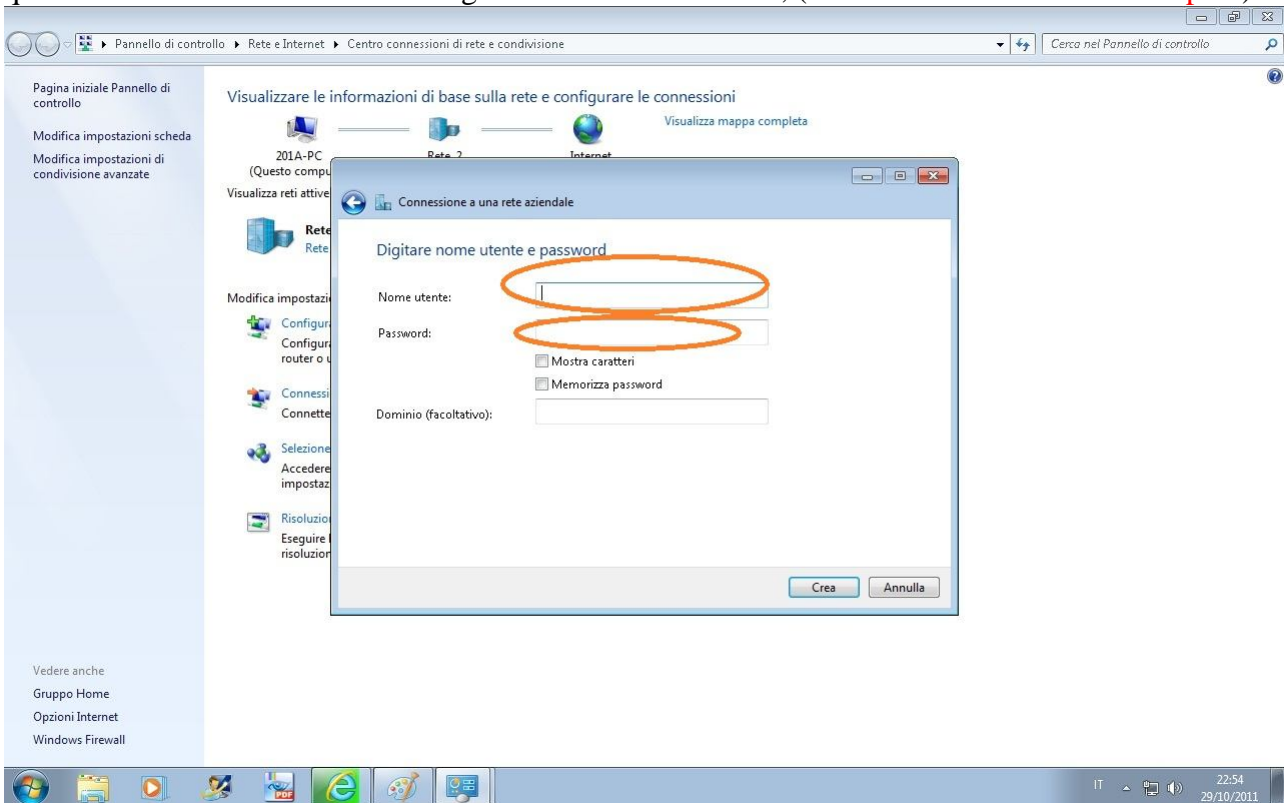 Pannello di controllo ▸ Rete e Internet ▸ Centro connessioni di rete e condivisione
Cerca nel Pannello di controllo
Pagina iniziale Pannello di
controllo
Modifica impostazioni scheda
Modifica impostazioni di
condivisione avanzate
Visualizzare le informazioni di base sulla rete e configurare le connessioni
Visualizza mappa completa
201A-PC
(Questo compu
Rete 2
Internet
Visualizza reti attive
Rete
Rete
Modifica impostazi
Configura
Configura
router o u
Connessi
Connette
Selezione
Accedere
impostaz
Risoluzio
Eseguire
risoluzion
Connessione a una rete aziendale
Digitare nome utente e password
Nome utente:
Password:
Mostra caratteri
Memorizza password
Dominio (facoltativo):
Crea
Annulla
Vedere anche
Gruppo Home
Opzioni Internet
Windows Firewall
PDF
IT
22:54
29/10/2011